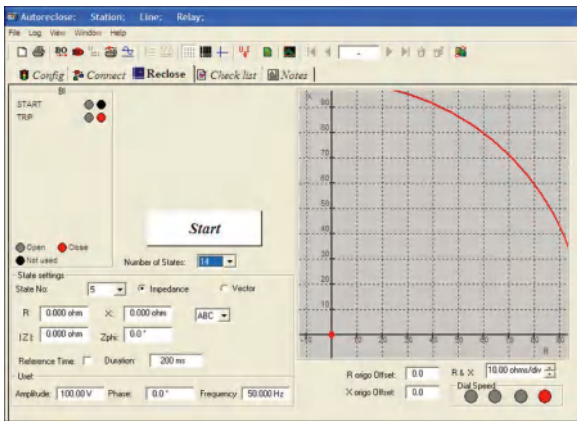 Autoreclose: Station: Line: Relay:
File Log View Window Help
Config Connect Reclose Check list Notes
BI
START
TRIP
Open Close
Not used
Start
Number of States: 14
State settings
State No: 5 Impedance Vector
R 0.000 ohm X: 0.000 ohm ABC
|Z| 0.000 ohm Zph: 0.0 °
Reference Time: Duration: 200 ms
Uset:
Amplitude: 100.00 V Phase: 0.0 ° Frequency 50.000 Hz
X
90
80
70
60
50
40
30
20
10
-10 10 20 30 40 50 60 70 80 90
R
R origo Offset: 0.0 R & X 10.00 ohms/div
X origo Offset: 0.0 Dial Speed